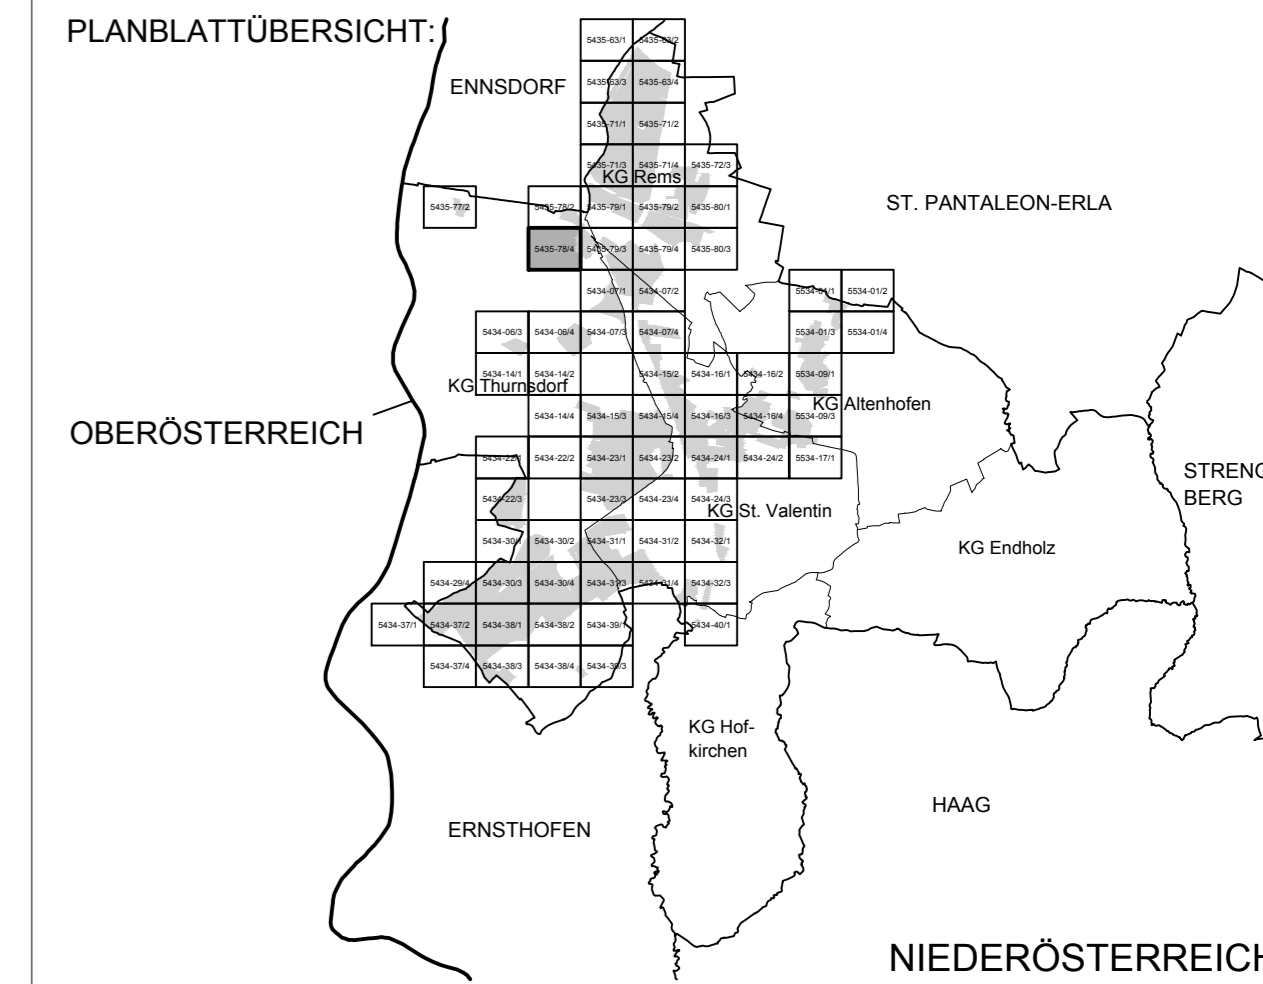 PLANBLATTÜBERSICHT:
5435-63/1 5435-63/2
ENNSDORF
5435-63/3 5435-63/4
5435-71/1 5435-71/2
5435-71/3 5435-71/4 5435-72/3
KG Rems
ST. PANTALEON-ERLA
5435-77/2 5435-78/2 5435-79/1 5435-79/2 5435-80/1
5435-78/4 5435-79/3 5435-79/4 5435-80/3
5434-07/1 5434-07/2 5534-01/1 5534-01/2
5434-06/3 5434-06/4 5434-07/3 5434-07/4 5534-01/3 5534-01/4
5434-14/1 5434-14/2 5434-15/2 5434-16/1 5434-16/2 5534-09/1
KG Thurnsdorf
KG Altenhofen
5434-14/4 5434-15/3 5434-15/4 5434-16/3 5434-16/4 5534-09/3
OBERÖSTERREICH
5434-22/1 5434-22/2 5434-23/1 5434-23/2 5434-24/1 5434-24/2 5534-17/1
STRENG
BERG
5434-22/3 5434-23/3 5434-23/4 5434-24/3
KG St. Valentin
5434-30/1 5434-30/2 5434-31/1 5434-31/2 5434-32/1
KG Endholz
5434-29/4 5434-30/3 5434-30/4 5434-31/3 5434-31/4 5434-32/3
5434-37/1 5434-37/2 5434-38/1 5434-38/2 5434-39/1 5434-40/1
5434-37/4 5434-38/3 5434-38/4 5434-39/3
KG Hof-
kirchen
HAAG
ERNSTHOFEN
NIEDERÖSTERREICH